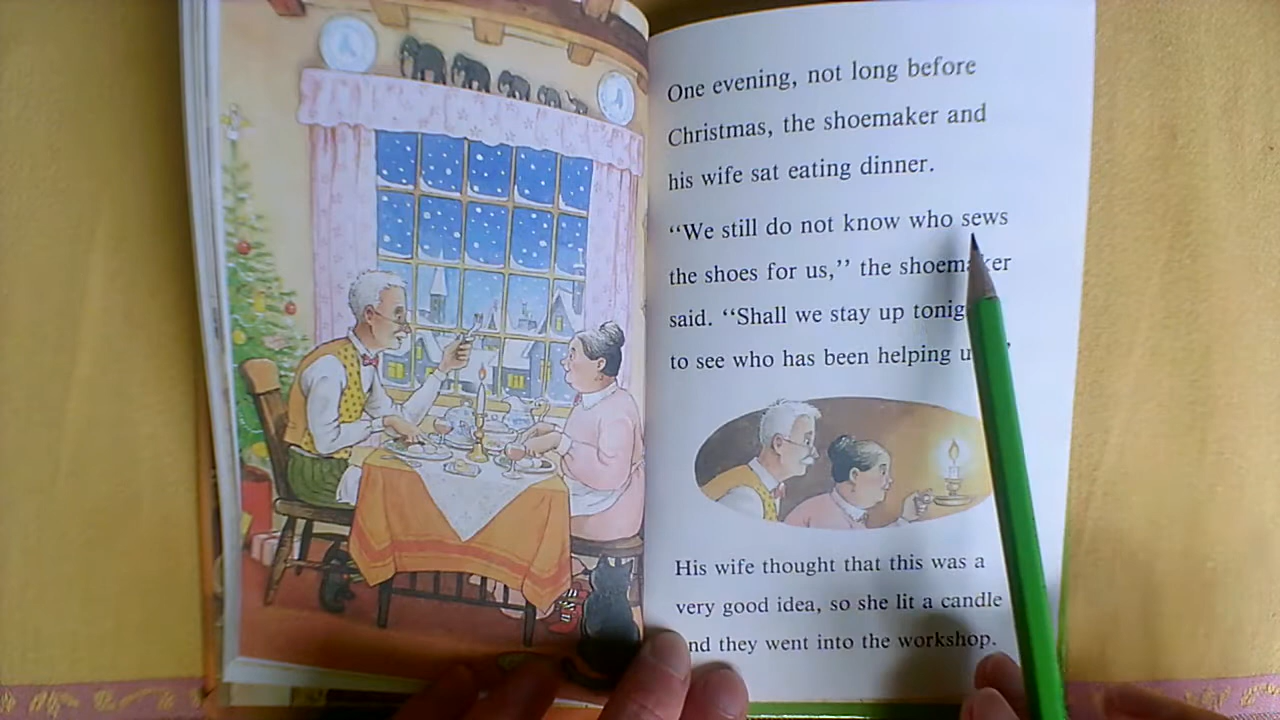 One evening, not long before
Christmas, the shoemaker and
his wife sat eating dinner.
“We still do not know who sews
the shoes for us,” the shoemaker
said. “Shall we stay up
to see who has been helping
His wife thought that this was a
very good idea, so she lit a candle
and they went into the workshop.